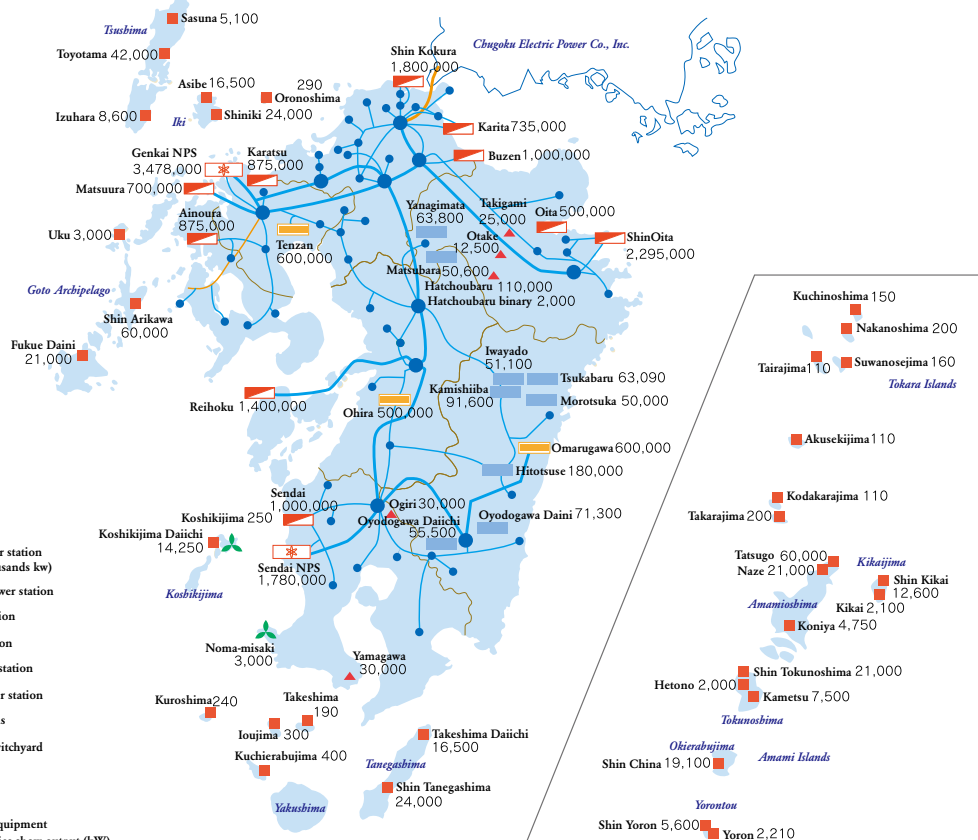 Sasuna 5,100
Tsushima
Toyotama 42,000
Shin Kokura
1,800,000
Chugoku Electric Power Co., Inc.
Asibe 16,500
290
Oronoshima
Izuhara 8,600
Iki
Shiniki 24,000
Karita 735,000
Genkai NPS
3,478,000
Karatsu
875,000
Buzen 1,000,000
Matsuura 700,000
Ainoura
875,000
Yanagimata
63,800
Takigami
25,000
Oita 500,000
Uku 3,000
Tenzan
600,000
Otake
12,500
ShinOita
2,295,000
Matsubara 50,600
Hatchoubaru 110,000
Hatchoubaru binary 2,000
Goto Archipelago
Shin Arikawa
60,000
Fukue Daini
21,000
Iwayado
51,100
Tsukabaru 63,090
Kamishiiba
91,600
Morotsuka 50,000
Reihoku 1,400,000
Ohira 500,000
Omarugawa 600,000
Hitotsuse 180,000
Sendai
1,000,000
Ogiri 30,000
Koshikijima 250
Oyodogawa Daiichi
55,500
Oyodogawa Daini 71,300
Koshikijima Daiichi
14,250
Sendai NPS
1,780,000
Koshikijima
Noma-misaki
3,000
Yamagawa
30,000
Kuroshima 240
Takeshima
190
Ioujima 300
Takeshima Daiichi
16,500
Kuchierabujima 400
Tanegashima
Shin Tanegashima
24,000
Yakushima
Kuchinoshima 150
Nakanoshima 200
Tairajima 110
Suwanosejima 160
Tokara Islands
Akusekijima 110
Kodakarajima 110
Takarajima 200
Tatsugo 60,000
Naze 21,000
Kikaijima
Shin Kikai
12,600
Kikai 2,100
Amamioshima
Koniya 4,750
Shin Tokunoshima 21,000
Hetono 2,000
Kametsu 7,500
Tokunoshima
Okierabujima
Amami Islands
Shin China 19,100
Yorontou
Shin Yoron 5,600
Yoron 2,210
r station
usands kw)
wer station
ion
on
station
r station
s
vitchyard
quipment